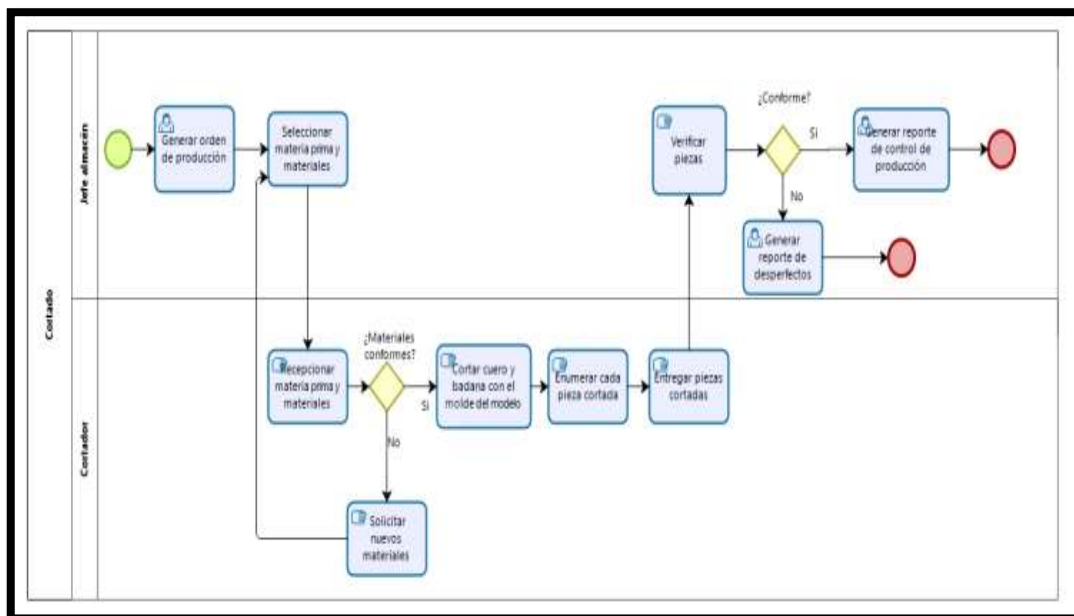 Cortado
Jefe almacén
Generar orden
de producción
Seleccionar
materia prima y
materiales
Verificar
piezas
¿Conforme?
Si
Generar reporte
de control de
producción
No
Generar
reporte de
desperfectos
Cortador
Recepcionar
materia prima y
materiales
¿Materiales
conformes?
Si
Cortar cuero y
badana con el
molde del modelo
Enumerar cada
pieza cortada
Entregar piezas
cortadas
No
Solicitar
nuevos
materiales